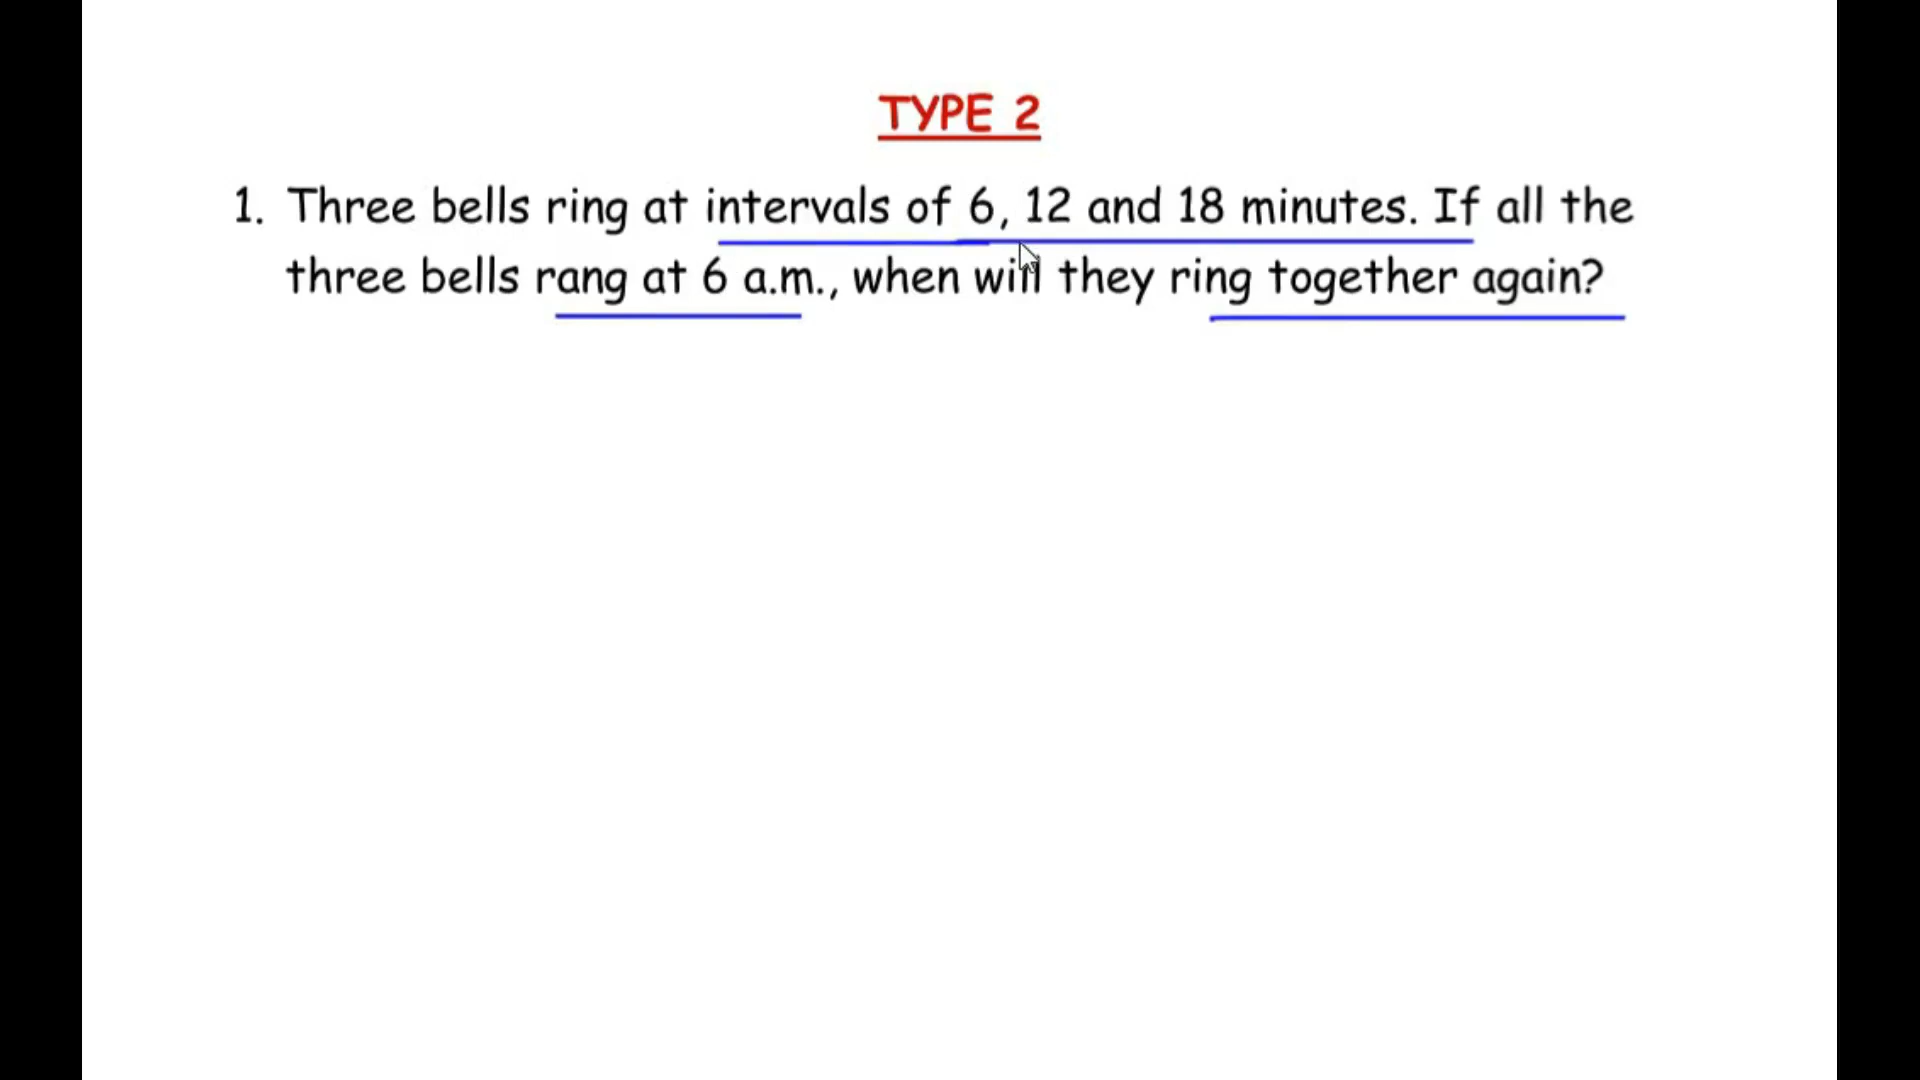 TYPE 2
1. Three bells ring at intervals of 6, 12 and 18 minutes. If all the
three bells rang at 6 a.m., when will they ring together again?